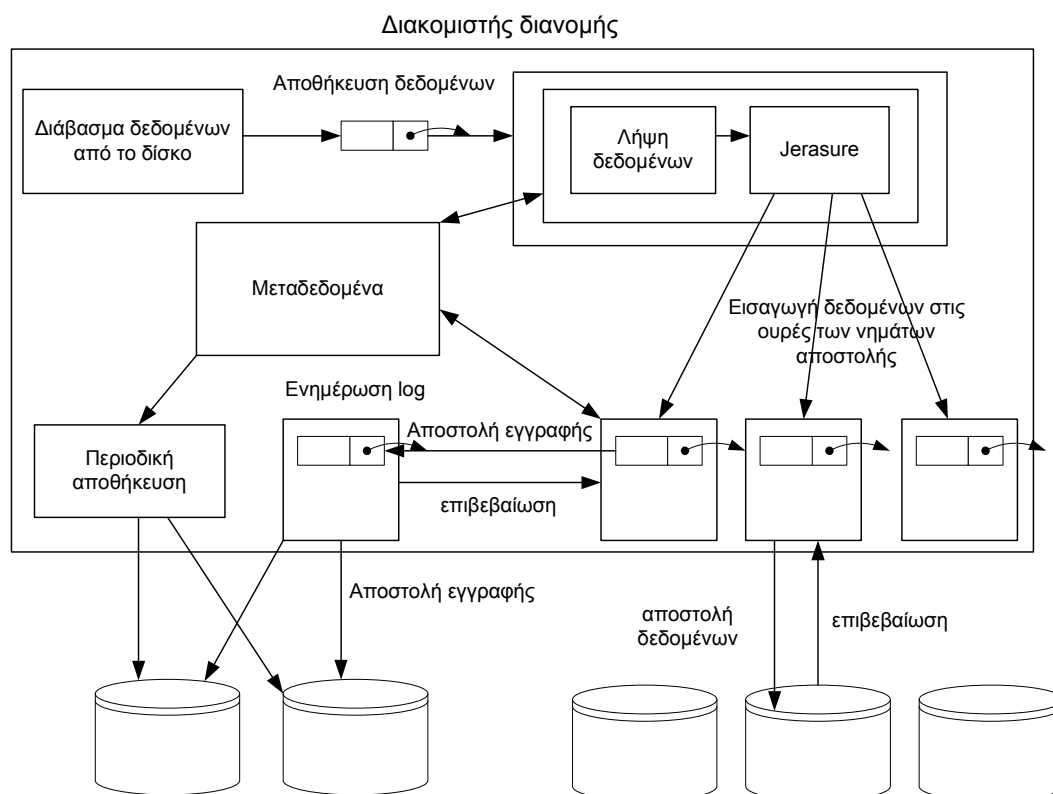 Διακομιστής διανομής
Αποθήκευση δεδομένων
Διάβασμα δεδομένων
από το δίσκο
Λήψη
δεδομένων
Jerasure
Μεταδεδομένα
Εισαγωγή δεδομένων στις
ουρές των νημάτων
αποστολής
Ενημέρωση log
Αποστολή εγγραφής
Περιοδική
αποθήκευση
επιβεβαίωση
Αποστολή εγγραφής
αποστολή
δεδομένων
επιβεβαίωση